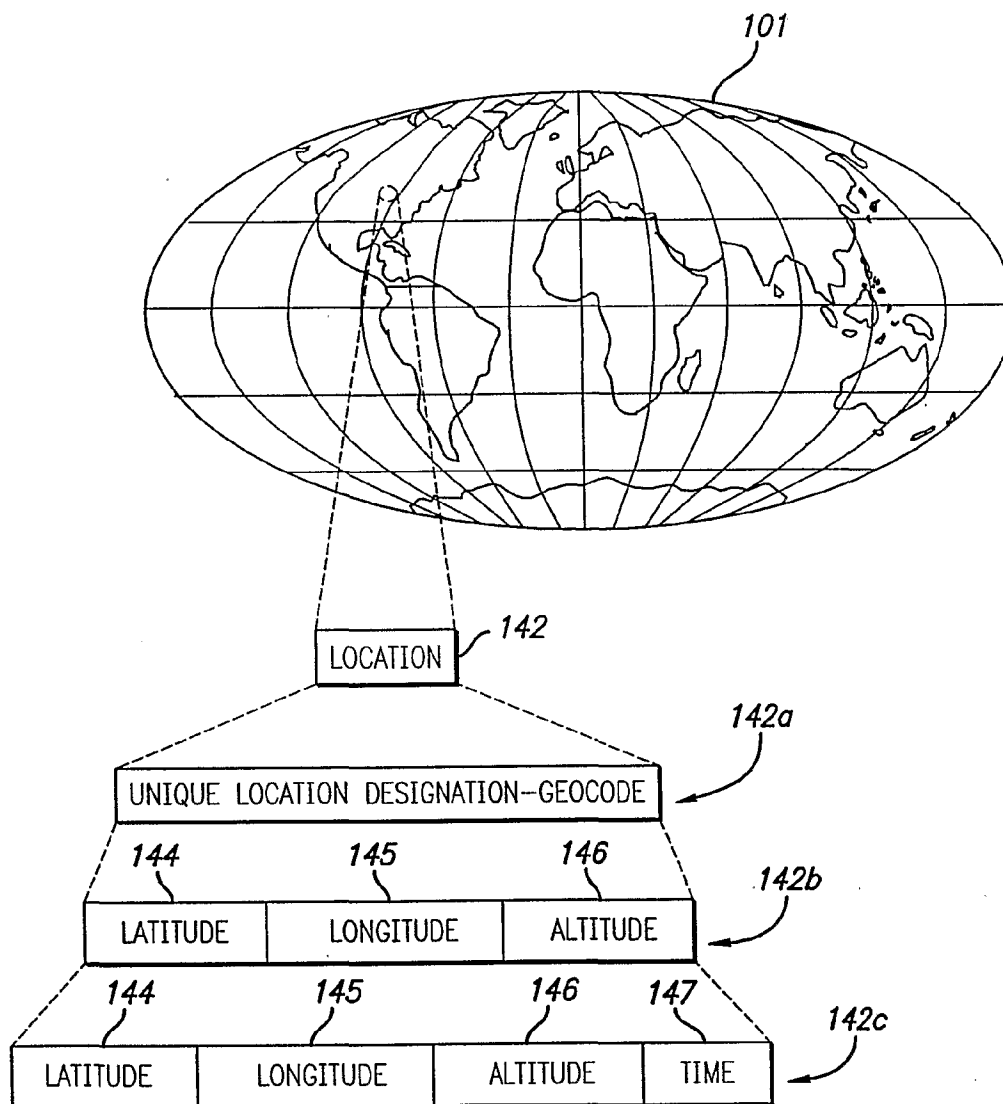 101
142
LOCATION
142a
UNIQUE LOCATION DESIGNATION-GEOCODE
144 145 146
142b
LATITUDE LONGITUDE ALTITUDE
144 145 146 147
142c
LATITUDE LONGITUDE ALTITUDE TIME